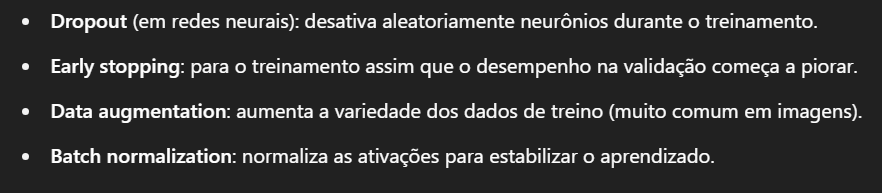 • Dropout (em redes neurais): desativa aleatoriamente neurônios durante o treinamento.
• Early stopping: para o treinamento assim que o desempenho na validação começa a piorar.
• Data augmentation: aumenta a variedade dos dados de treino (muito comum em imagens).
• Batch normalization: normaliza as ativações para estabilizar o aprendizado.